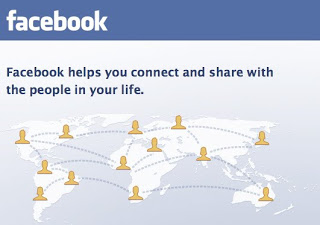 facebook
Facebook helps you connect and share with
the people in your life.